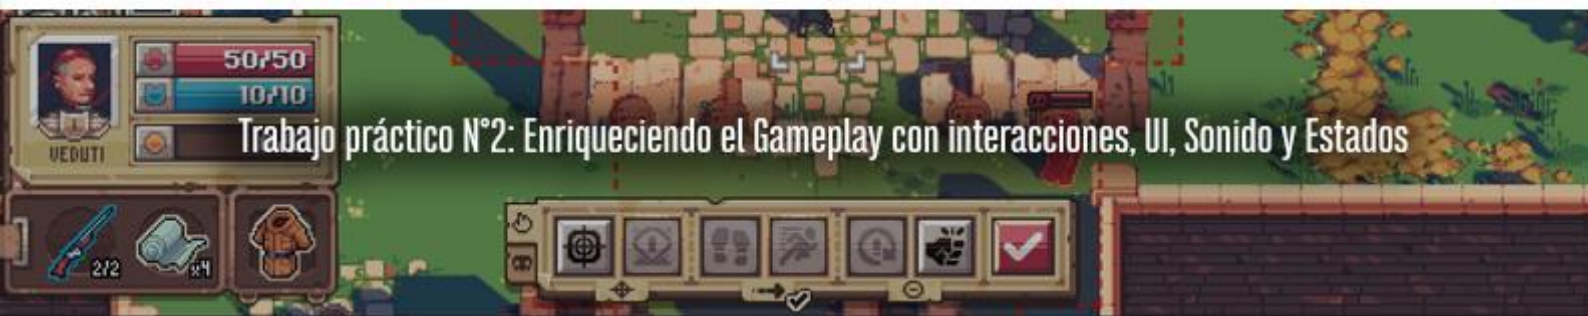 50/50
10/10
Trabajo práctico N°2: Enriqueciendo el Gameplay con interacciones, UI, Sonido y Estados
VEDUTI
2/2
x4